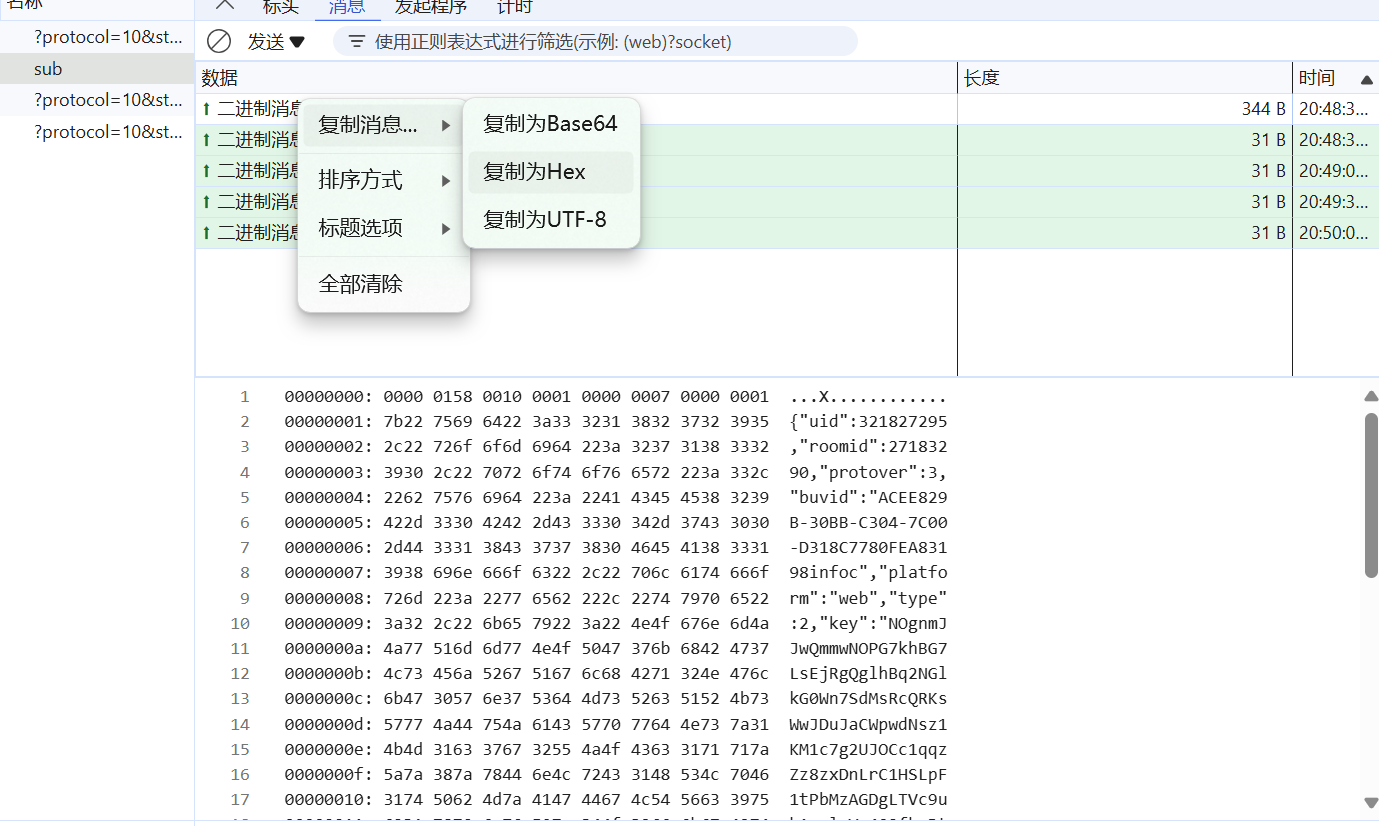 名称
标头 消息 发起程序 计时
?protocol=10&st...
发送 使用正则表达式进行筛选(示例: (web)?socket)
sub
数据 长度 时间
?protocol=10&st...
二进制消息 344 B 20:48:3...
?protocol=10&st...
二进制消息 31 B 20:48:3...
二进制消息 31 B 20:49:0...
二进制消息 31 B 20:49:3...
二进制消息 31 B 20:50:0...
复制消息...
排序方式
标题选项
全部清除
复制为Base64
复制为Hex
复制为UTF-8
1 00000000: 0000 0158 0010 0001 0000 0007 0000 0001 ...X............
2 00000001: 7b22 7569 6422 3a33 3231 3832 3732 3935 {"uid":321827295
3 00000002: 2c22 726f 6f6d 6964 223a 3237 3138 3332 ,"roomid":271832
4 00000003: 3930 2c22 7072 6f74 6f76 6572 223a 332c 90,"protover":3,
5 00000004: 2262 7576 6964 223a 2241 4345 4538 3239 "buvid":"ACEE829
6 00000005: 422d 3330 4242 2d43 3330 342d 3743 3030 B-30BB-C304-7C00
7 00000006: 2d44 3331 3843 3737 3830 4645 4138 3331 -D318C7780FEA831
8 00000007: 3938 696e 666f 6322 2c22 706c 6174 666f 98infoc","platfo
9 00000008: 726d 223a 2277 6562 222c 2274 7970 6522 rm":"web","type"
10 00000009: 3a32 2c22 6b65 7922 3a22 4e4f 676e 6d4a :2,"key":"NOgnmJ
11 0000000a: 4a77 516d 6d77 4e4f 5047 376b 6842 4737 JwQmmwNOPG7khBG7
12 0000000b: 4c73 456a 5267 5167 6c68 4271 324e 476c LsEjRgQglhBq2NGl
13 0000000c: 6b47 3057 6e37 5364 4d73 5263 5152 4b73 kG0Wn7SdMsRcQRKs
14 0000000d: 5777 4a44 754a 6143 5770 7764 4e73 7a31 WwJDuJaCWpwdNsz1
15 0000000e: 4b4d 3163 3767 3255 4a4f 4363 3171 717a KM1c7g2UJOCc1qqz
16 0000000f: 5a7a 387a 7844 6e4c 7243 3148 534c 7046 Zz8zxDnLrC1HSLpF
17 00000010: 3174 5062 4d7a 4147 4467 4c54 5663 3975 1tPbMzAGDgLTVc9u